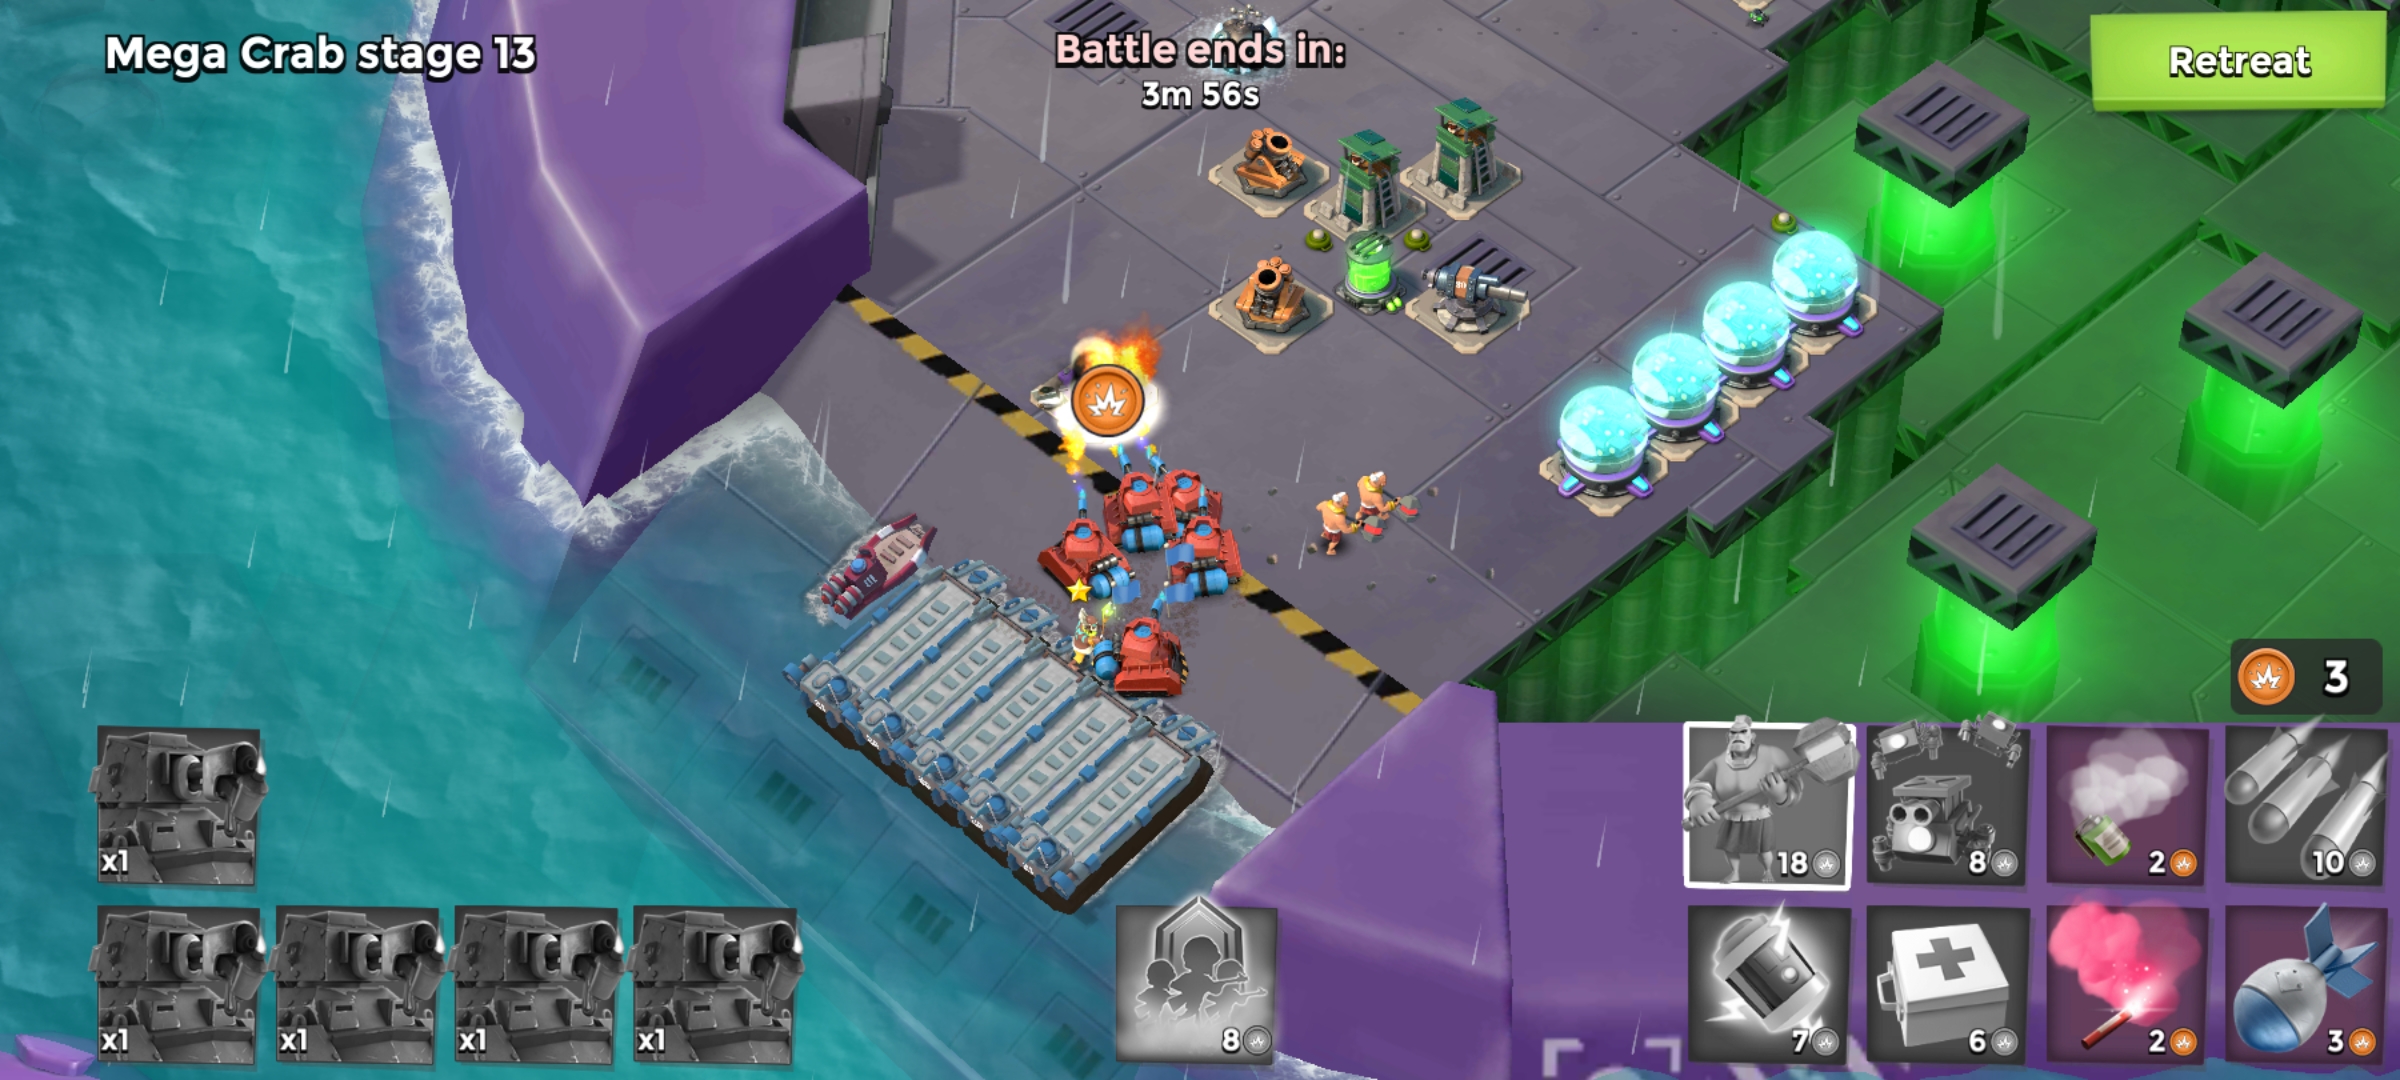 Mega Crab stage 13
Battle ends in:
3m 56s
Retreat
3
x1
18
8
2
10
x1
x1
x1
x1
8
7
6
2
3